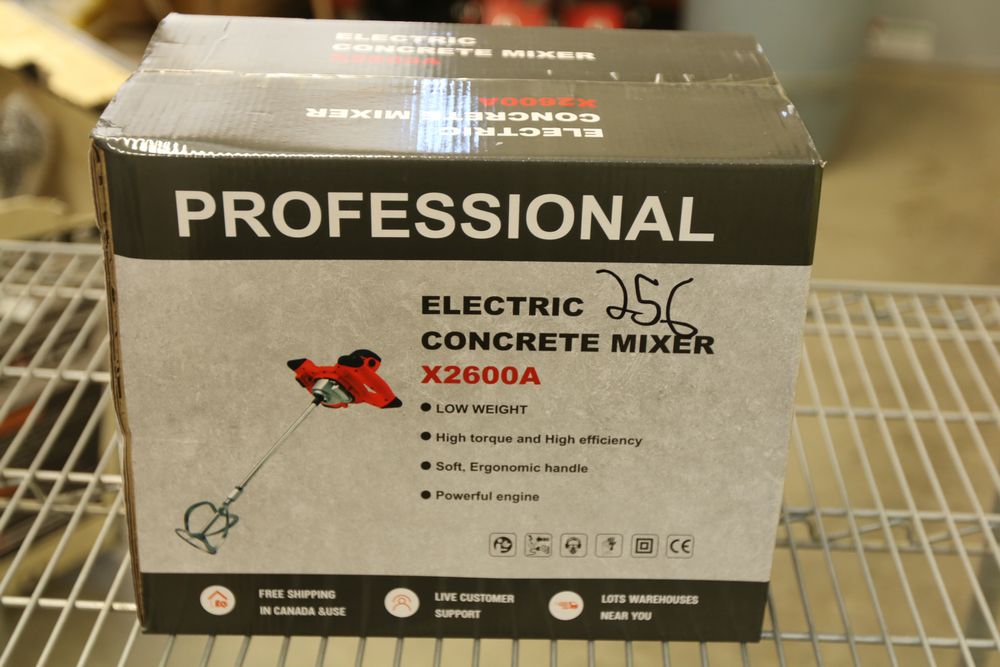 ELECTRIC
CONCRETE MIXER
X2600A
X2600A
CONCRETE MIXER
ELECTRIC
PROFESSIONAL
256
ELECTRIC
CONCRETE MIXER
X2600A
LOW WEIGHT
High torque and High efficiency
Soft, Ergonomic handle
Powerful engine
CE
FREE SHIPPING
IN CANADA &USE
LIVE CUSTOMER
SUPPORT
LOTS WAREHOUSES
NEAR YOU